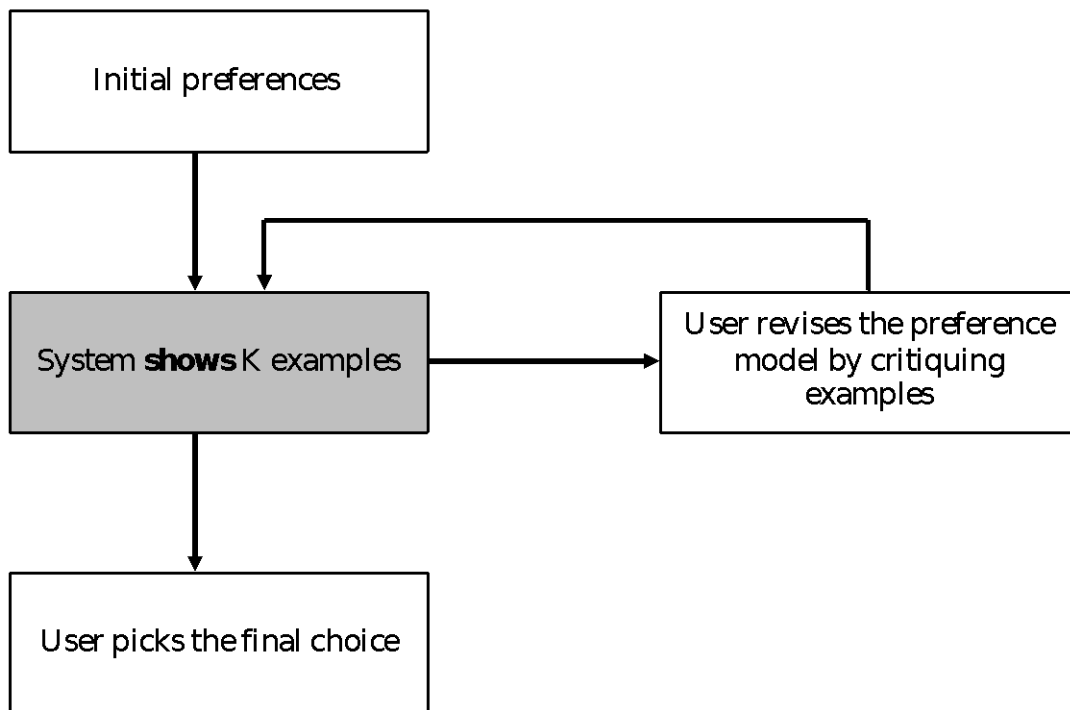 Initial preferences
System shows K examples
User revises the preference
model by critiquing
examples
User picks the final choice